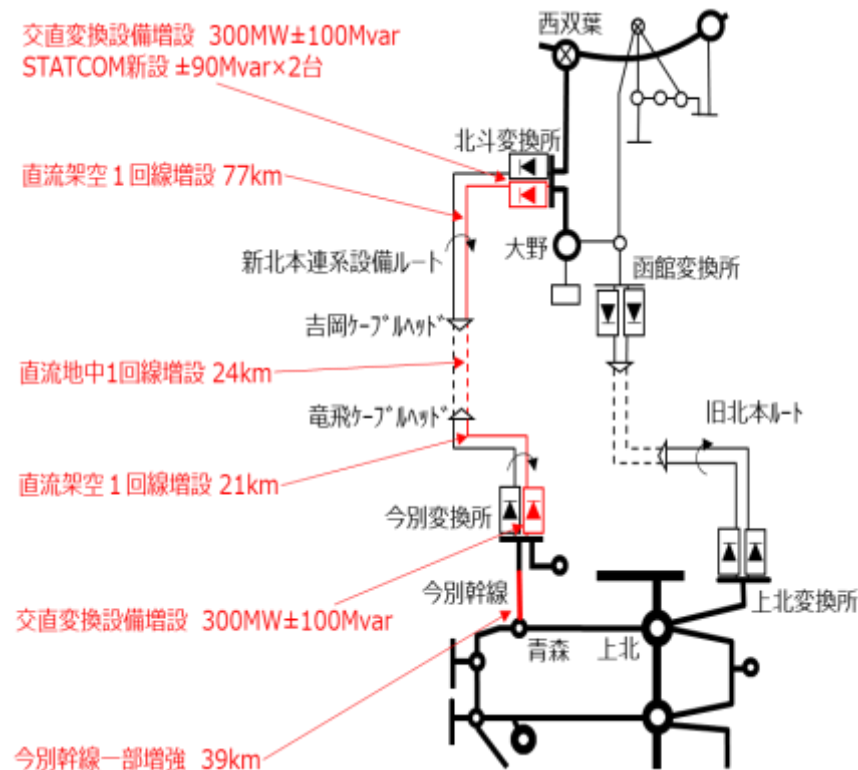 交直変換設備増設 300MW±100Mvar
STATCOM新設 ±90Mvar×2台
西双葉
北斗変換所
直流架空1回線増設 77km
新北本連系設備ルート
大野
函館変換所
吉岡ケーブルヘッド
直流地中1回線増設 24km
竜飛ケーブルヘッド
旧北本ルート
直流架空1回線増設 21km
今別変換所
今別幹線
上北変換所
交直変換設備増設 300MW±100Mvar
青森
上北
今別幹線一部増強 39km